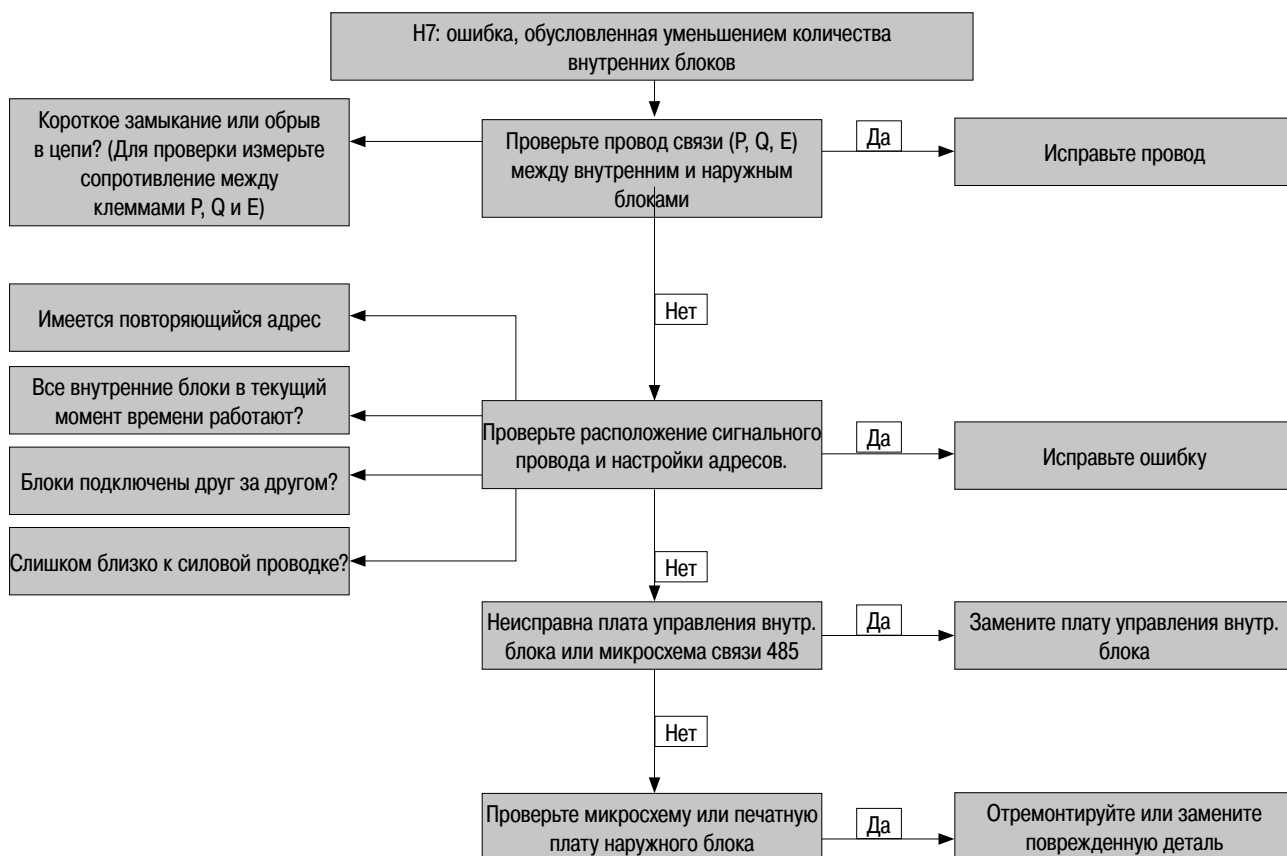 H7: ошибка, обусловленная уменьшением количества
внутренних блоков
Короткое замыкание или обрыв
в цепи? (Для проверки измерьте
сопротивление между
клеммами P, Q и E)
Проверьте провод связи (P, Q, E)
между внутренним и наружным
блоками
Да
Исправьте провод
Нет
Имеется повторяющийся адрес
Все внутренние блоки в текущий
момент времени работают?
Блоки подключены друг за другом?
Слишком близко к силовой проводке?
Проверьте расположение сигнального
провода и настройки адресов.
Да
Исправьте ошибку
Нет
Неисправна плата управления внутр.
блока или микросхема связи 485
Да
Замените плату управления внутр.
блока
Нет
Проверьте микросхему или печатную
плату наружного блока
Да
Отремонтируйте или замените
поврежденную деталь